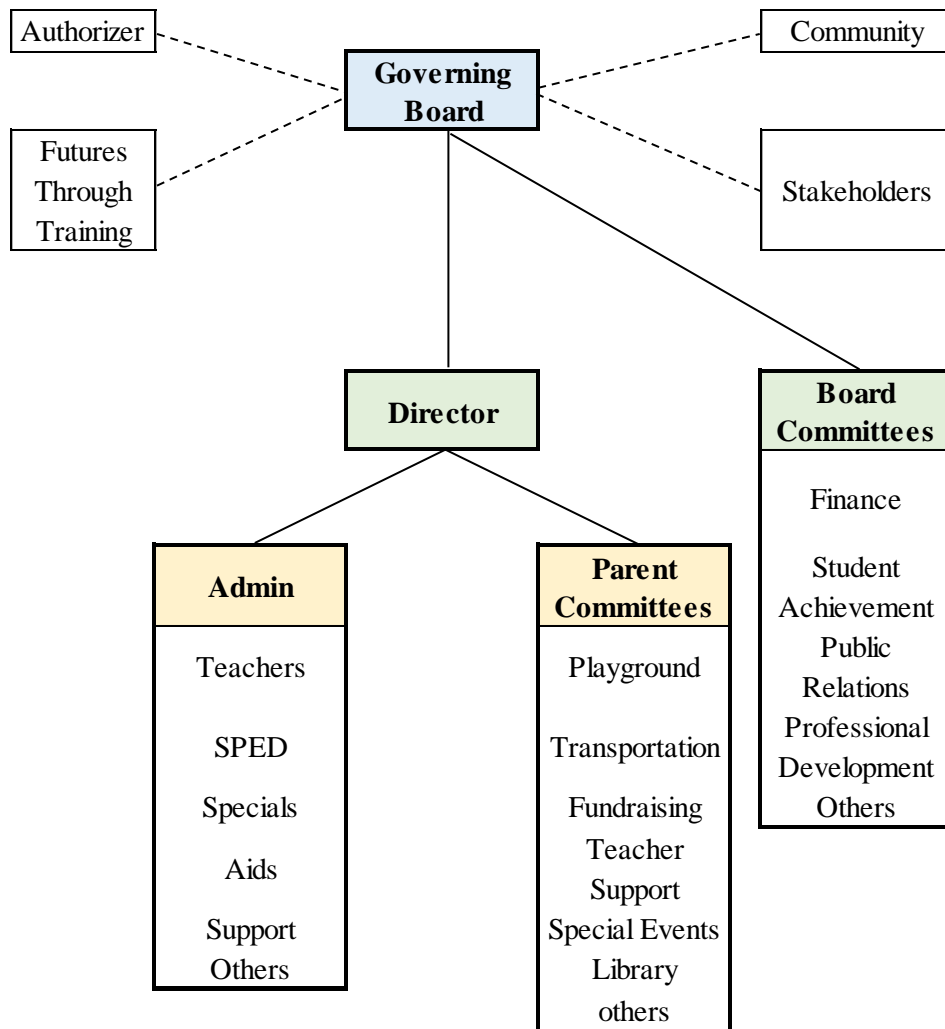 Authorizer
Community
Governing
Board
Futures
Through
Training
Stakeholders
Director
Board
Committees
Finance
Student
Achievement
Public
Relations
Professional
Development
Others
Admin
Teachers
SPED
Specials
Aids
Support
Others
Parent
Committees
Playground
Transportation
Fundraising
Teacher
Support
Special Events
Library
others